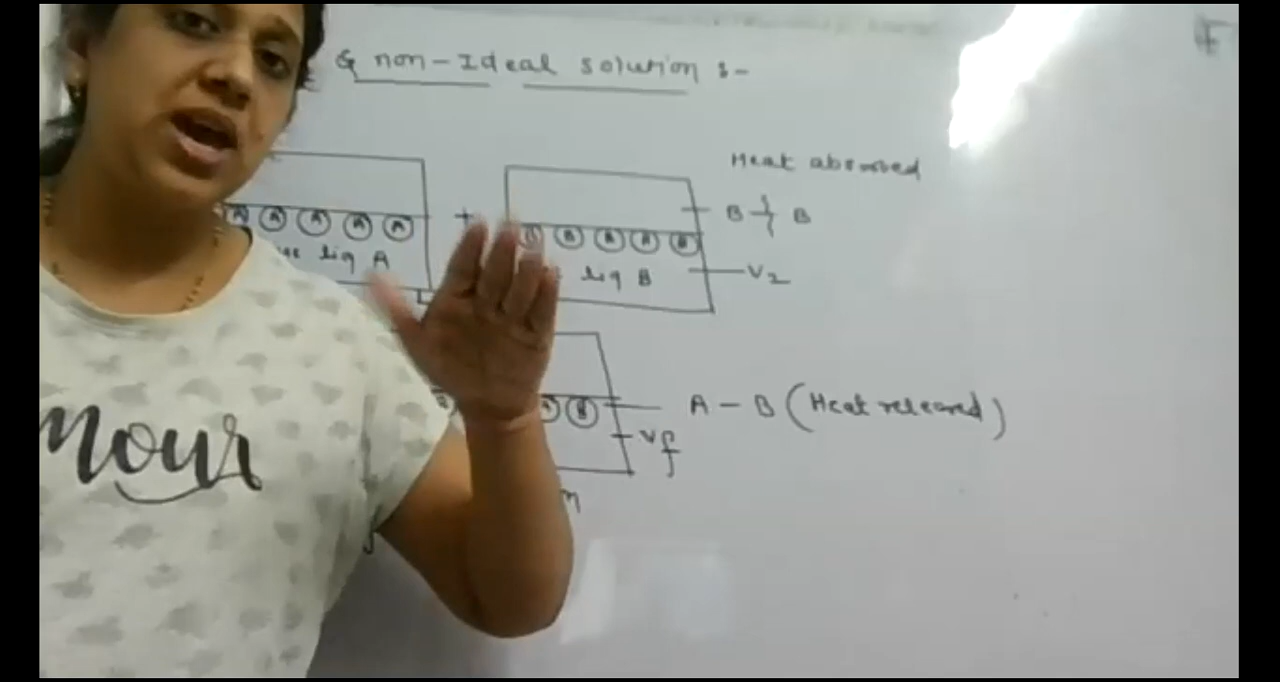 & non-Ideal solution :-
Heat absorbed
B B
A A A A A + B B B B
liq A liq B V2
A - B (Heat released)
B B Vf
mour